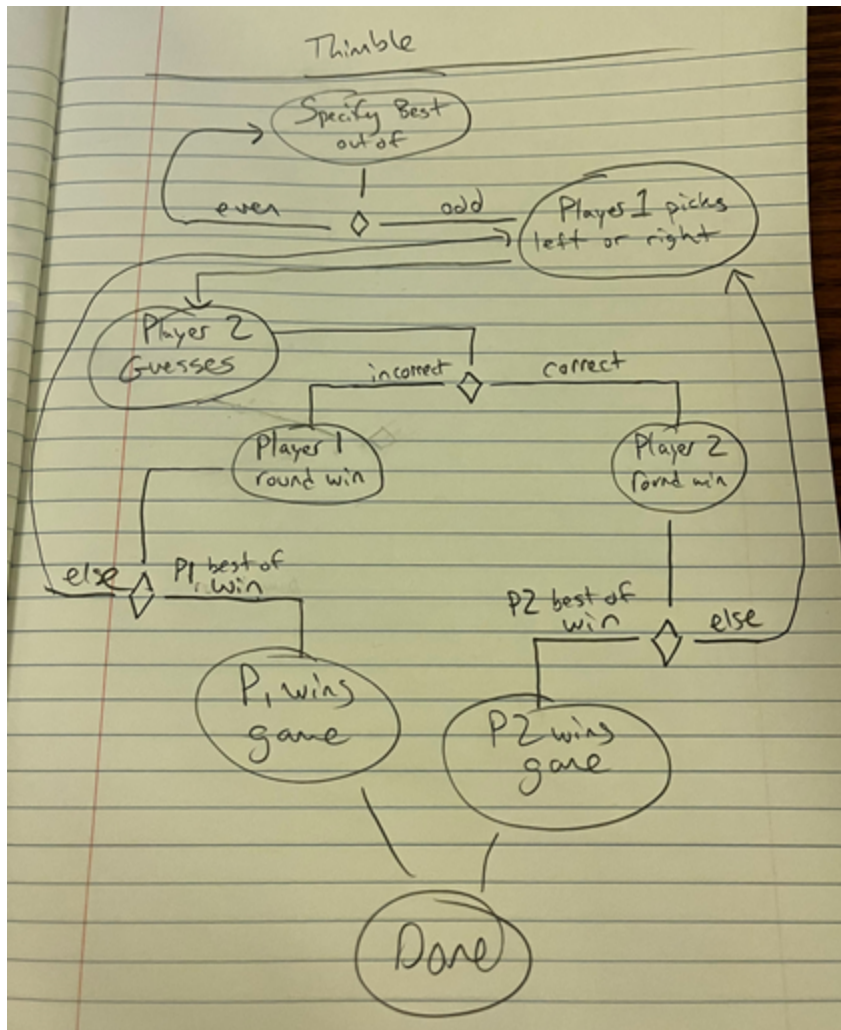 Thimble
Specify Best
out of
even
odd
Player 1 picks
left or right
Player 2
Guesses
incorrect
correct
Player 1
round win
Player 2
round win
else
P1 best of
win
P2 best of
win
else
P1 wins
game
P2 wins
game
Done